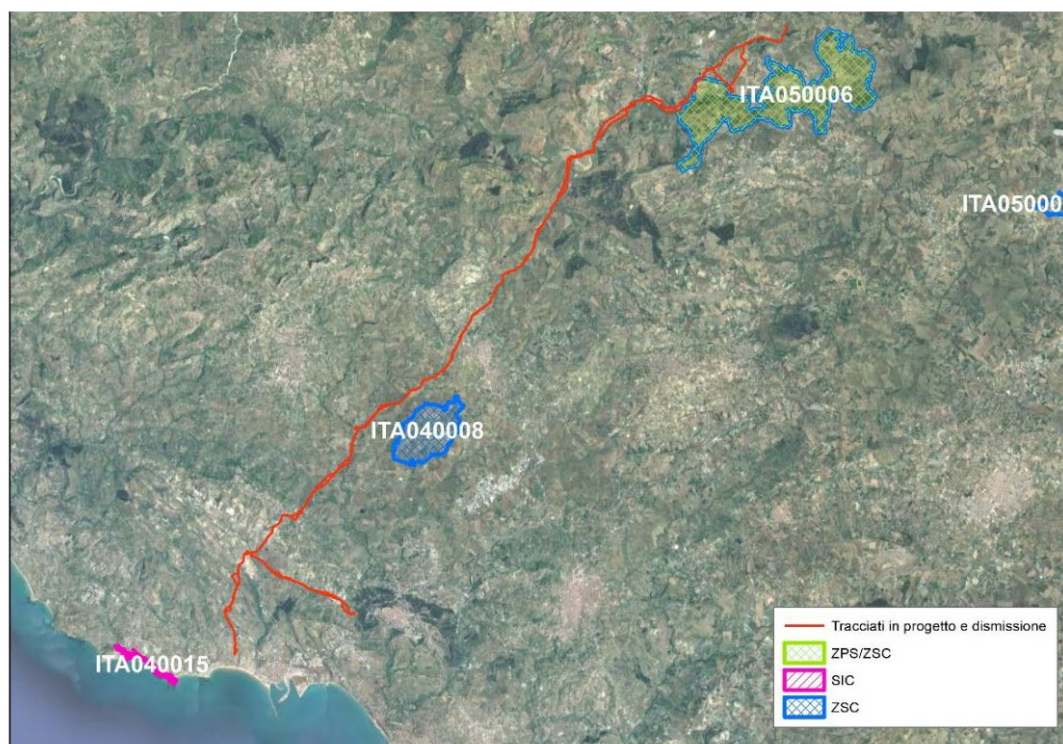 ITA050006
ITA05000
ITA040008
ITA040015
Tracciati in progetto e dismissione
ZPS/ZSC
SIC
ZSC